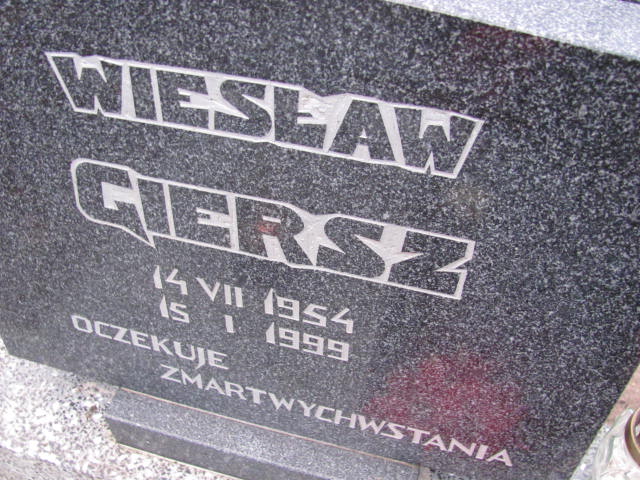 WIESŁAW
GIERSZ
14 VII 1954
15 I 1999
OCZEKUJE
ZMARTWYCHWSTANIA